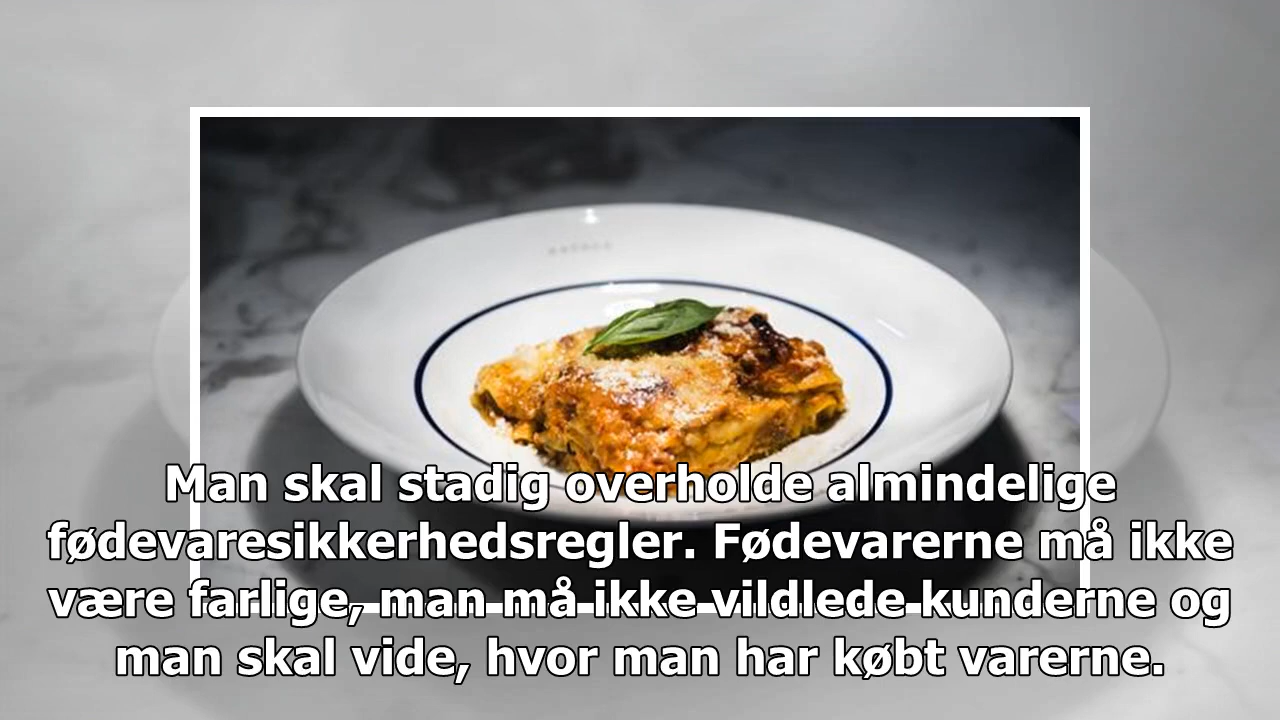 Man skal stadig overholde almindelige
fødevaresikkerhedsregler. Fødevarerne må ikke
være farlige, man må ikke vildlede kunderne og
man skal vide, hvor man har købt varerne.